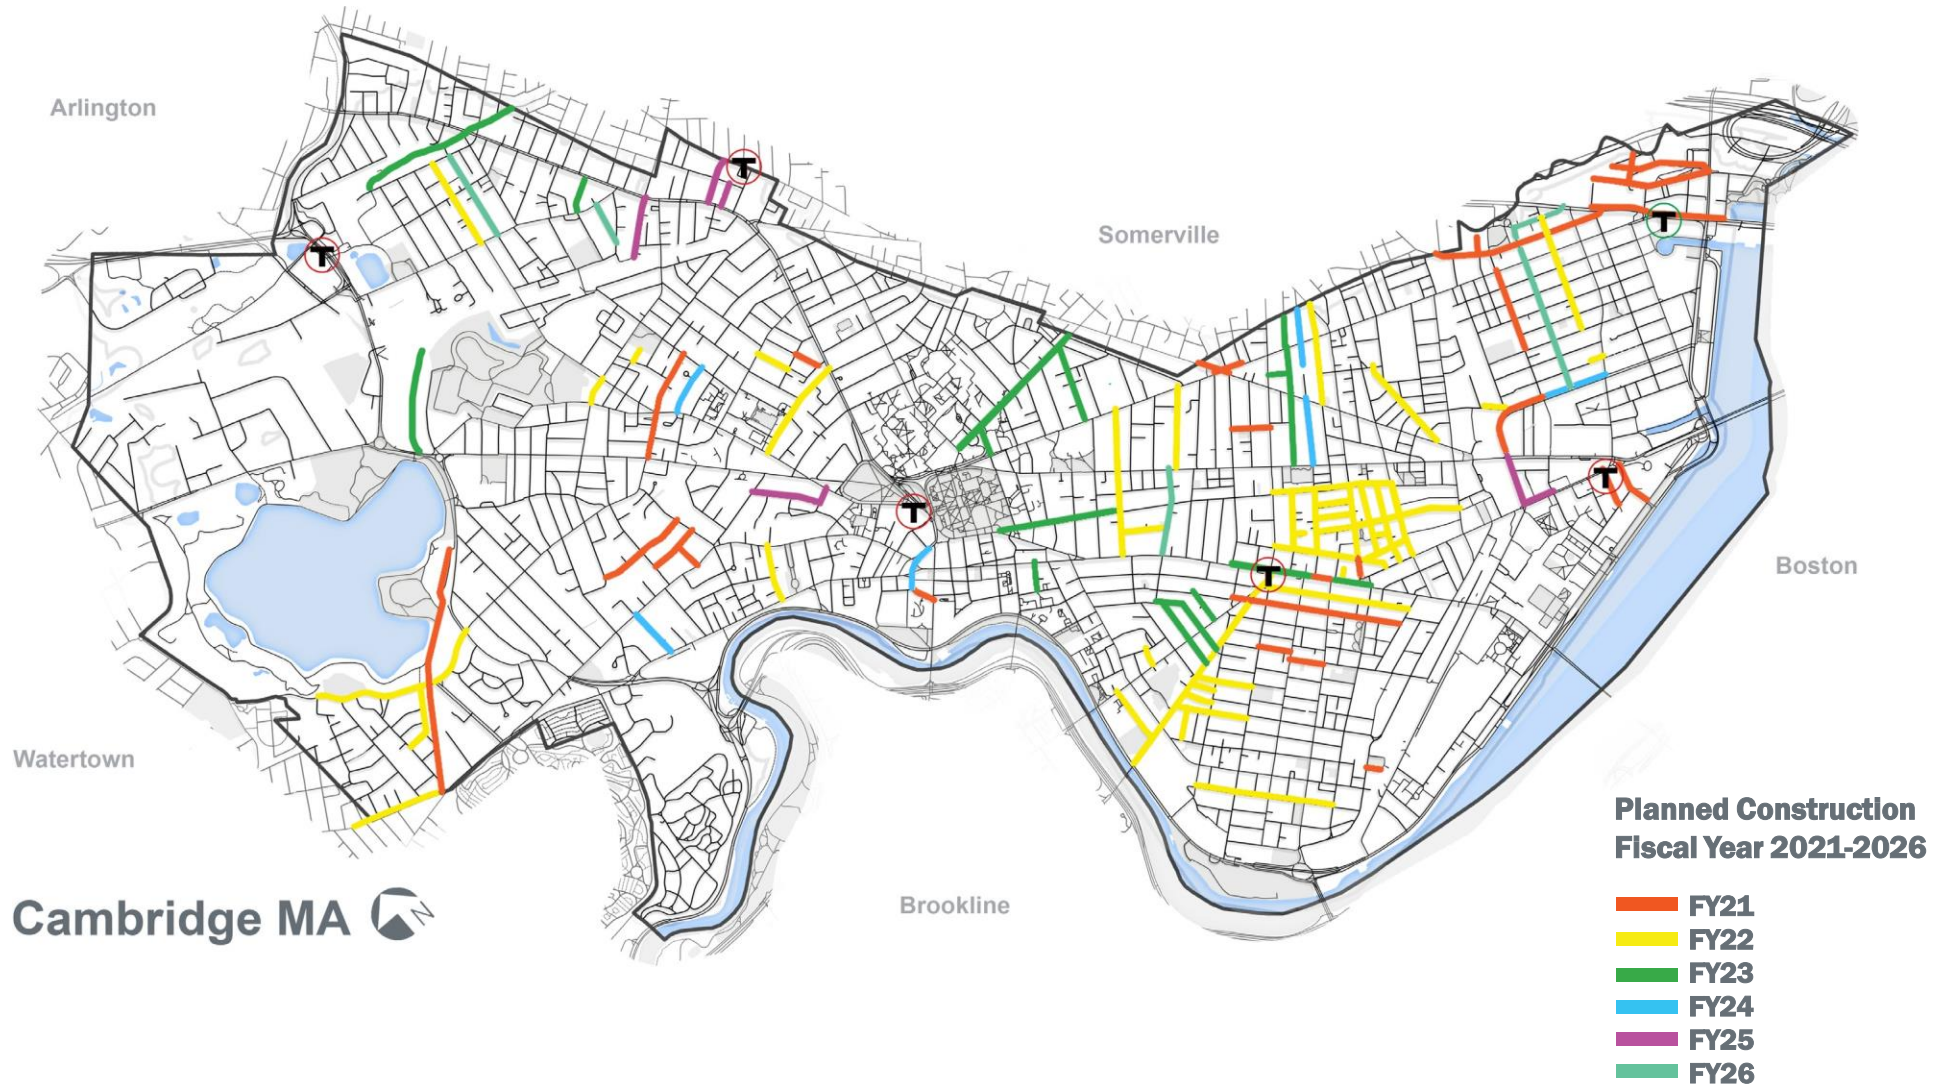 Arlington
Somerville
Boston
Watertown
Brookline
Cambridge MA
N
T
T
T
T
T
T
Planned Construction
Fiscal Year 2021-2026
FY21
FY22
FY23
FY24
FY25
FY26